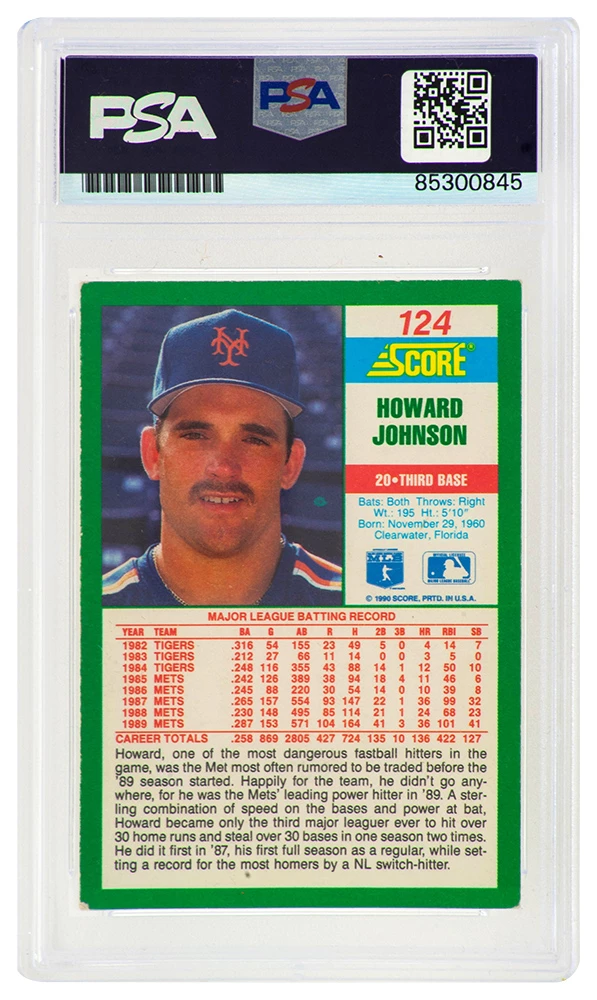 PSA
PSA
85300845
NY
124
SCORE®
HOWARD
JOHNSON
20•THIRD BASE
Bats: Both Throws: Right
Wt.: 195 Ht.: 5'10"
Born: November 29, 1960
Clearwater, Florida
© 1990 SCORE, PRTD. IN U.S.A.
MAJOR LEAGUE BATTING RECORD
YEAR TEAM BA G AB R H 2B 3B HR RBI SB
1982 TIGERS .316 54 155 23 49 5 0 4 14 7
1983 TIGERS .212 27 66 11 14 0 0 3 5 0
1984 TIGERS .248 116 355 43 88 14 1 12 50 10
1985 METS .242 126 389 38 94 18 4 11 46 6
1986 METS .245 88 220 30 54 14 0 10 39 8
1987 METS .265 157 554 93 147 22 1 36 99 32
1988 METS .230 148 495 85 114 21 1 24 68 23
1989 METS .287 153 571 104 164 41 3 36 101 41
CAREER TOTALS .258 869 2805 427 724 135 10 136 422 127
Howard, one of the most dangerous fastball hitters in the
game, was the Met most often rumored to be traded before the
'89 season started. Happily for the team, he didn't go any-
where, for he was the Mets' leading power hitter in '89. A ster-
ling combination of speed on the bases and power at bat,
Howard became only the third major leaguer ever to hit over
30 home runs and steal over 30 bases in one season two times.
He did it first in '87, his first full season as a regular, while set-
ting a record for the most homers by a NL switch-hitter.